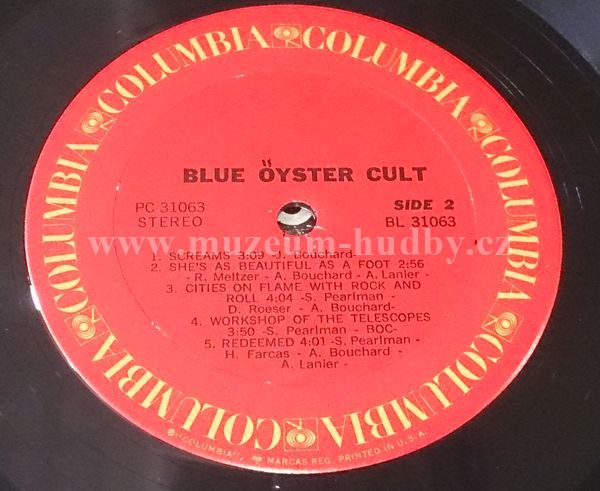 COLUMBIA COLUMBIA COLUMBIA COLUMBIA COLUMBIA COLUMBIA
BLUE ÖYSTER CULT
PC 31063 SIDE 2
STEREO BL 31063
www.muzeum-hudby.cz
1. SCREAMS 3:09 -J. Bouchard-
2. SHE'S AS BEAUTIFUL AS A FOOT 2:56
- R. Meltzer - A. Bouchard - A. Lanier -
3. CITIES ON FLAME WITH ROCK AND
ROLL 4:04 -S. Pearlman -
D. Roeser - A. Bouchard-
4. WORKSHOP OF THE TELESCOPES
3:50 -S. Pearlman - BOC-
5. REDEEMED 4:01 -S. Pearlman -
H. Farcas - A. Bouchard -
A. Lanier -
℗"COLUMBIA" MARCAS REG. PRINTED IN U.S.A.